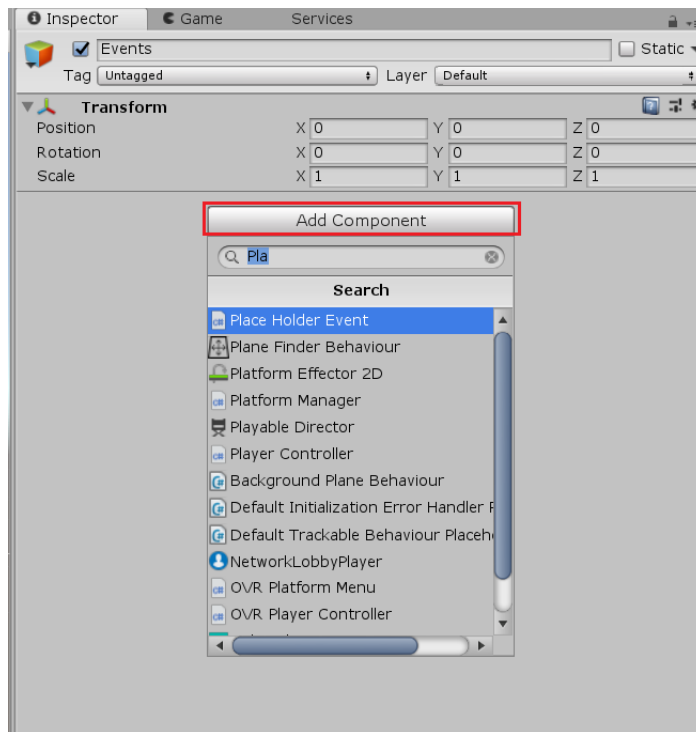 Inspector Game Services
Events Static
Tag Untagged Layer Default
Transform
Position X 0 Y 0 Z 0
Rotation X 0 Y 0 Z 0
Scale X 1 Y 1 Z 1
Add Component
Pla
Search
Place Holder Event
Plane Finder Behaviour
Platform Effector 2D
Platform Manager
Playable Director
Player Controller
Background Plane Behaviour
Default Initialization Error Handler
Default Trackable Behaviour Placeh
NetworkLobbyPlayer
OVR Platform Menu
OVR Player Controller